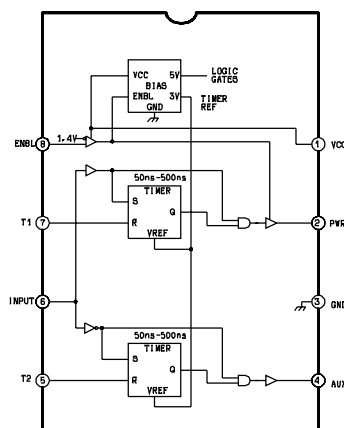 VCC 5V LOGIC
GATES
BIAS
ENBL 3V TIMER
REF
GND
ENBL 8 1.4V 1 VCC
50ns-500ns
TIMER
S Q
T1 7 R 2 PWR
VREF
INPUT 6 3 GND
50ns-500ns
TIMER
S Q
T2 5 R 4 AUX
VREF